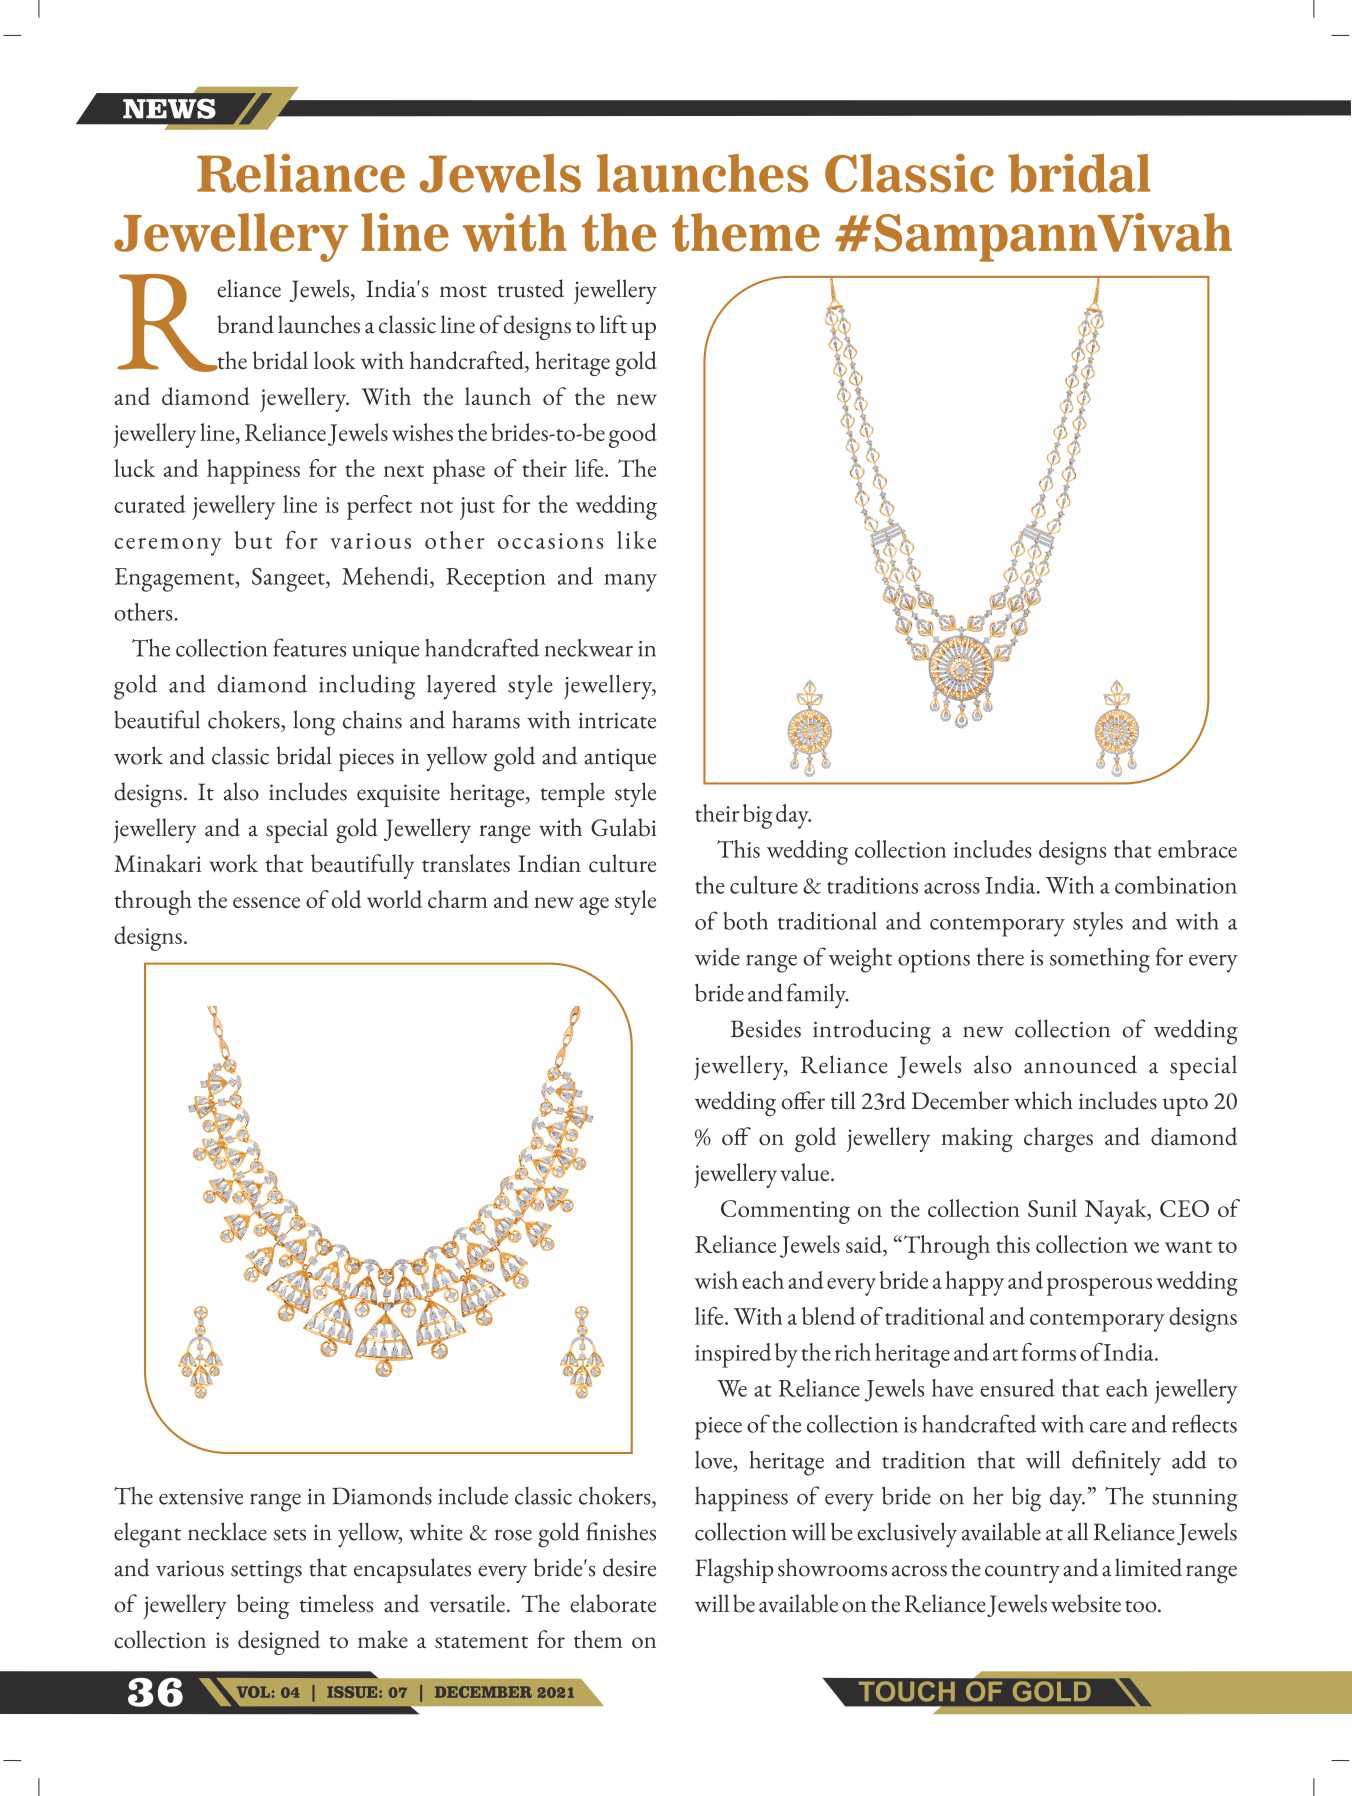 NEWS
Reliance Jewels launches Classic bridal
Jewellery line with the theme #SampannVivah
Reliance Jewels, India's most trusted jewellery
brand launches a classic line of designs to lift up
the bridal look with handcrafted, heritage gold
and diamond jewellery. With the launch of the new
jewellery line, Reliance Jewels wishes the brides-to-be good
luck and happiness for the next phase of their life. The
curated jewellery line is perfect not just for the wedding
ceremony but for various other occasions like
Engagement, Sangeet, Mehendi, Reception and many
others.
The collection features unique handcrafted neckwear in
gold and diamond including layered style jewellery,
beautiful chokers, long chains and harams with intricate
work and classic bridal pieces in yellow gold and antique
designs. It also includes exquisite heritage, temple style
jewellery and a special gold Jewellery range with Gulabi
Minakari work that beautifully translates Indian culture
through the essence of old world charm and new age style
designs.
The extensive range in Diamonds include classic chokers,
elegant necklace sets in yellow, white & rose gold finishes
and various settings that encapsulates every bride's desire
of jewellery being timeless and versatile. The elaborate
collection is designed to make a statement for them on
their big day.
This wedding collection includes designs that embrace
the culture & traditions across India. With a combination
of both traditional and contemporary styles and with a
wide range of weight options there is something for every
bride and family.
Besides introducing a new collection of wedding
jewellery, Reliance Jewels also announced a special
wedding offer till 23rd December which includes upto 20
% off on gold jewellery making charges and diamond
jewellery value.
Commenting on the collection Sunil Nayak, CEO of
Reliance Jewels said, “Through this collection we want to
wish each and every bride a happy and prosperous wedding
life. With a blend of traditional and contemporary designs
inspired by the rich heritage and art forms of India.
We at Reliance Jewels have ensured that each jewellery
piece of the collection is handcrafted with care and reflects
love, heritage and tradition that will definitely add to
happiness of every bride on her big day.” The stunning
collection will be exclusively available at all Reliance Jewels
Flagship showrooms across the country and a limited range
will be available on the Reliance Jewels website too.
36 VOL: 04 | ISSUE: 07 | DECEMBER 2021
TOUCH OF GOLD